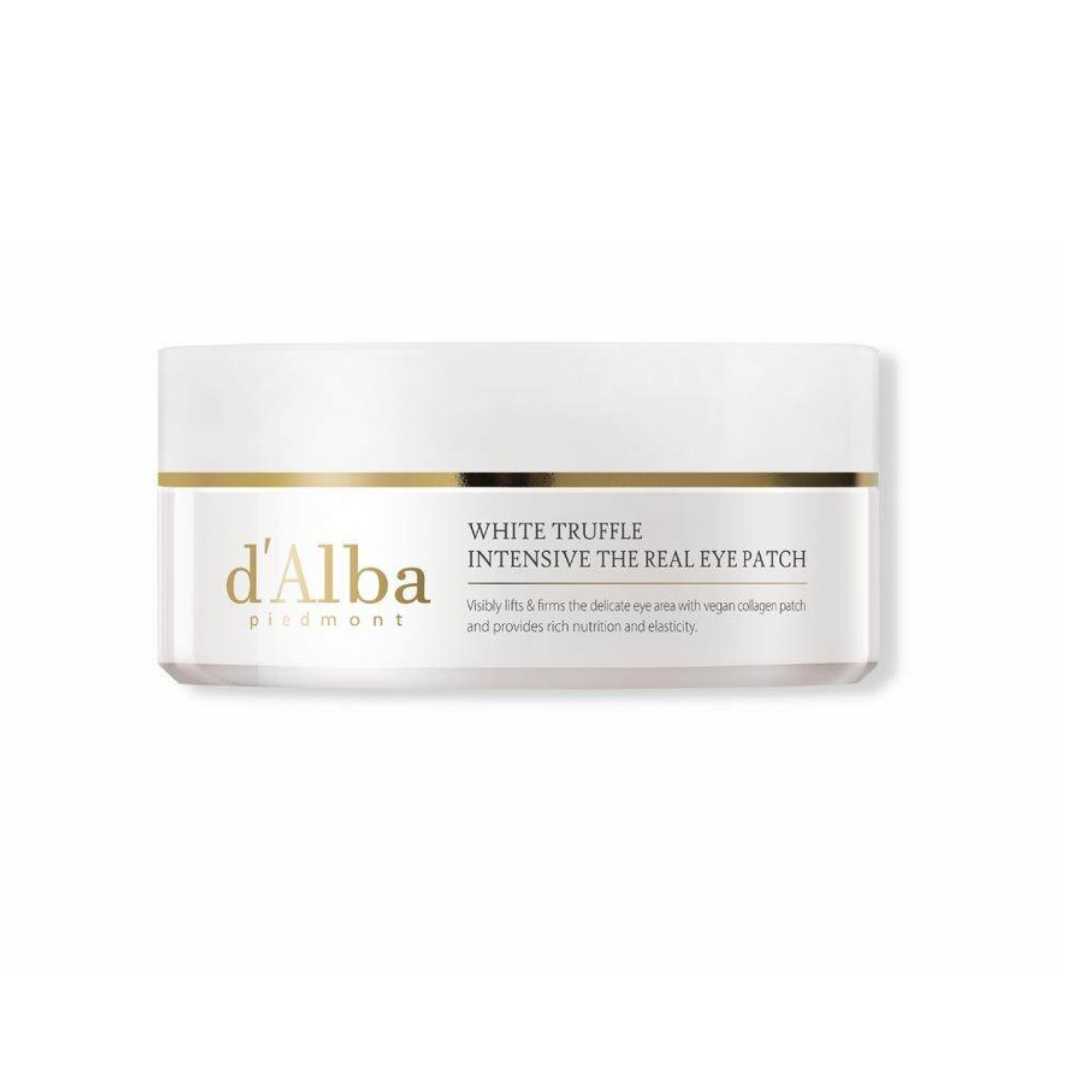 d'Alba
piedmont
WHITE TRUFFLE
INTENSIVE THE REAL EYE PATCH
Visibly lifts & firms the delicate eye area with vegan collagen patch
and provides rich nutrition and elasticity.